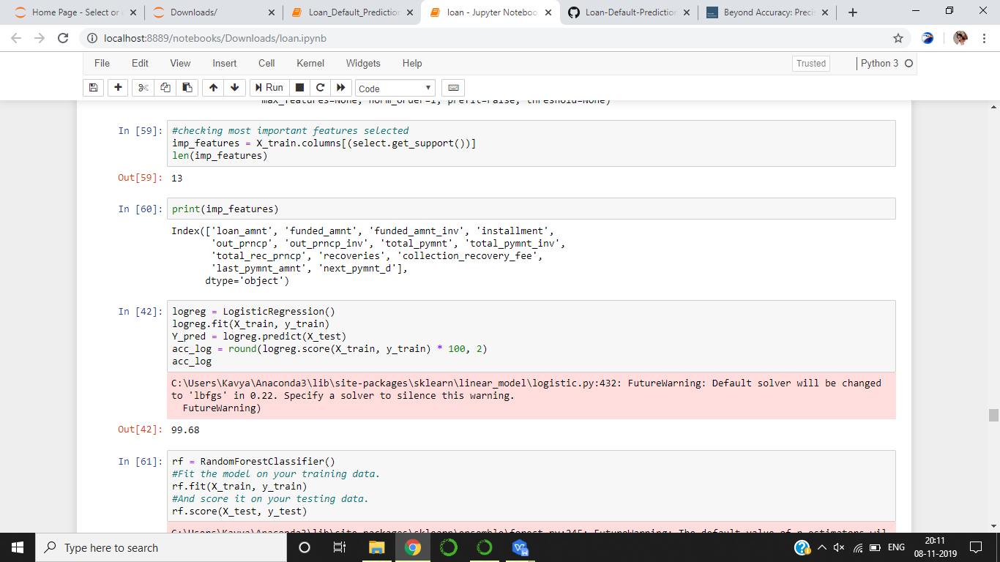 Home Page - Select or
Downloads/
Loan_Default_Prediction
loan - Jupyter Noteboo
Loan-Default-Prediction
Beyond Accuracy: Preci
localhost:8889/notebooks/Downloads/loan.ipynb
File Edit View Insert Cell Kernel Widgets Help Trusted Python 3
Run Code
max_features=None, norm_order=1, prefit=False, threshold=None)
In [59]: #checking most important features selected
imp_features = X_train.columns[(select.get_support())]
len(imp_features)
Out[59]: 13
In [60]: print(imp_features)
Index(['loan_amnt', 'funded_amnt', 'funded_amnt_inv', 'installment',
'out_prncp', 'out_prncp_inv', 'total_pymnt', 'total_pymnt_inv',
'total_rec_prncp', 'recoveries', 'collection_recovery_fee',
'last_pymnt_amnt', 'next_pymnt_d'],
dtype='object')
In [42]: logreg = LogisticRegression()
logreg.fit(X_train, y_train)
Y_pred = logreg.predict(X_test)
acc_log = round(logreg.score(X_train, y_train) * 100, 2)
acc_log
C:\Users\Kavya\Anaconda3\lib\site-packages\sklearn\linear_model\logistic.py:432: FutureWarning: Default solver will be changed
to 'lbfgs' in 0.22. Specify a solver to silence this warning.
FutureWarning)
Out[42]: 99.68
In [61]: rf = RandomForestClassifier()
#Fit the model on your training data.
rf.fit(X_train, y_train)
#And score it on your testing data.
rf.score(X_test, y_test)
C:\Users\Kavya\Anaconda3\lib\site-packages\sklearn\ensemble\forest.py:245: FutureWarning: The default value of n_estimators wil
Type here to search
ENG
20:11
08-11-2019